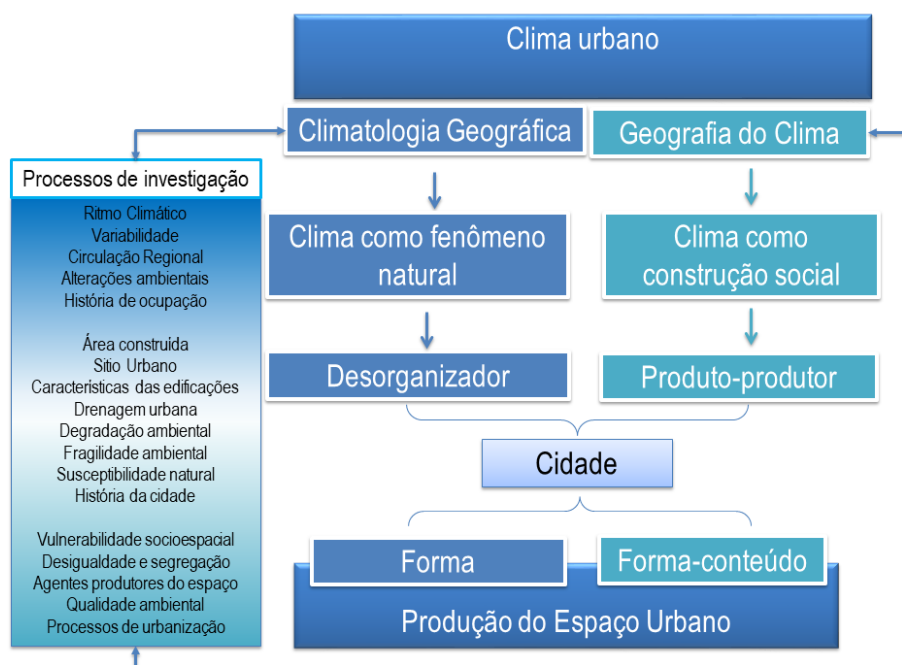 Clima urbano
Climatologia Geográfica
Geografia do Clima
Processos de investigação
Ritmo Climático
Variabilidade
Circulação Regional
Alterações ambientais
História de ocupação
Área construída
Sitio Urbano
Características das edificações
Drenagem urbana
Degradação ambiental
Fragilidade ambiental
Susceptibilidade natural
História da cidade
Vulnerabilidade socioespacial
Desigualdade e segregação
Agentes produtores do espaço
Qualidade ambiental
Processos de urbanização
Clima como fenômeno
natural
Clima como
construção social
Desorganizador
Produto-produtor
Cidade
Forma
Forma-conteúdo
Produção do Espaço Urbano